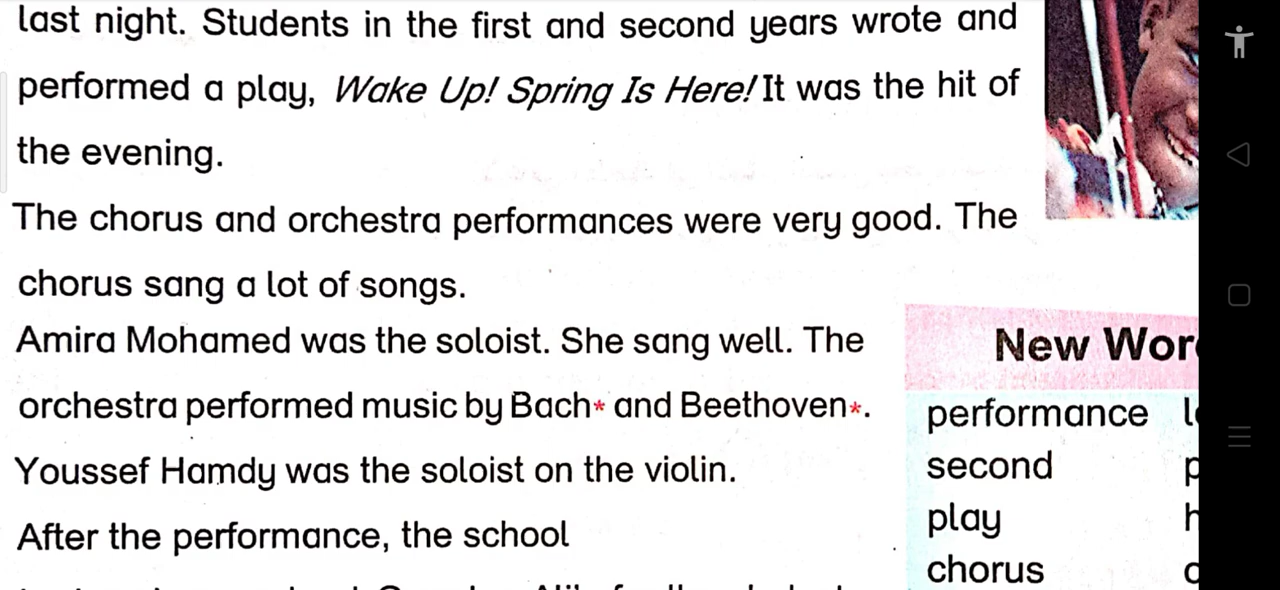 last night. Students in the first and second years wrote and
performed a play, Wake Up! Spring Is Here! It was the hit of
the evening.
The chorus and orchestra performances were very good. The
chorus sang a lot of songs.
Amira Mohamed was the soloist. She sang well. The
orchestra performed music by Bach* and Beethoven*.
Youssef Hamdy was the soloist on the violin.
After the performance, the school
New
performance
second
play
chorus